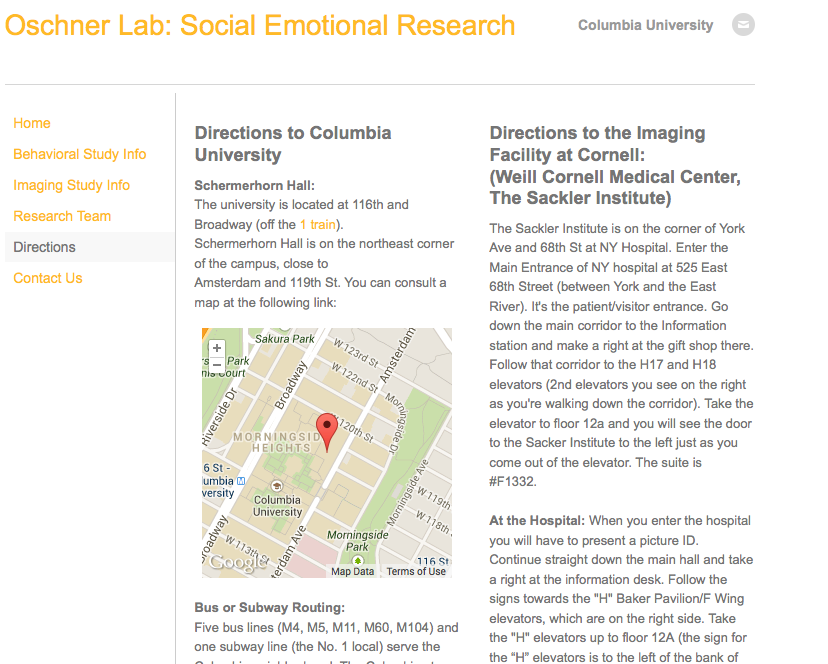 Oschner Lab: Social Emotional Research
Columbia University
Home
Behavioral Study Info
Imaging Study Info
Research Team
Directions
Contact Us
Directions to Columbia
University
Schermerhorn Hall:
The university is located at 116th and
Broadway (off the 1 train).
Schermerhorn Hall is on the northeast corner
of the campus, close to
Amsterdam and 119th St. You can consult a
map at the following link:
Sakura Park
W 123rd St
Amsterdam
W 122nd St
Park
nis Court
Broadway
Morningside Dr
Riverside Dr
W 120th St
MORNINGSID
HEIGHTS
6 St -
lumbia
versity
Morningside Ave
Columbia
University
W 119th
W 118th
Morningside
Park
roadway
W 113th St
terdam Ave
116 St
Google
Map Data
Terms of Use
Bus or Subway Routing:
Five bus lines (M4, M5, M11, M60, M104) and
one subway line (the No. 1 local) serve the
Directions to the Imaging
Facility at Cornell:
(Weill Cornell Medical Center,
The Sackler Institute)
The Sackler Institute is on the corner of York
Ave and 68th St at NY Hospital. Enter the
Main Entrance of NY hospital at 525 East
68th Street (between York and the East
River). It's the patient/visitor entrance. Go
down the main corridor to the Information
station and make a right at the gift shop there.
Follow that corridor to the H17 and H18
elevators (2nd elevators you see on the right
as you're walking down the corridor). Take the
elevator to floor 12a and you will see the door
to the Sacker Institute to the left just as you
come out of the elevator. The suite is
#F1332.
At the Hospital: When you enter the hospital
you will have to present a picture ID.
Continue straight down the main hall and take
a right at the information desk. Follow the
signs towards the "H" Baker Pavilion/F Wing
elevators, which are on the right side. Take
the "H" elevators up to floor 12A (the sign for
the “H” elevators is to the left of the bank of